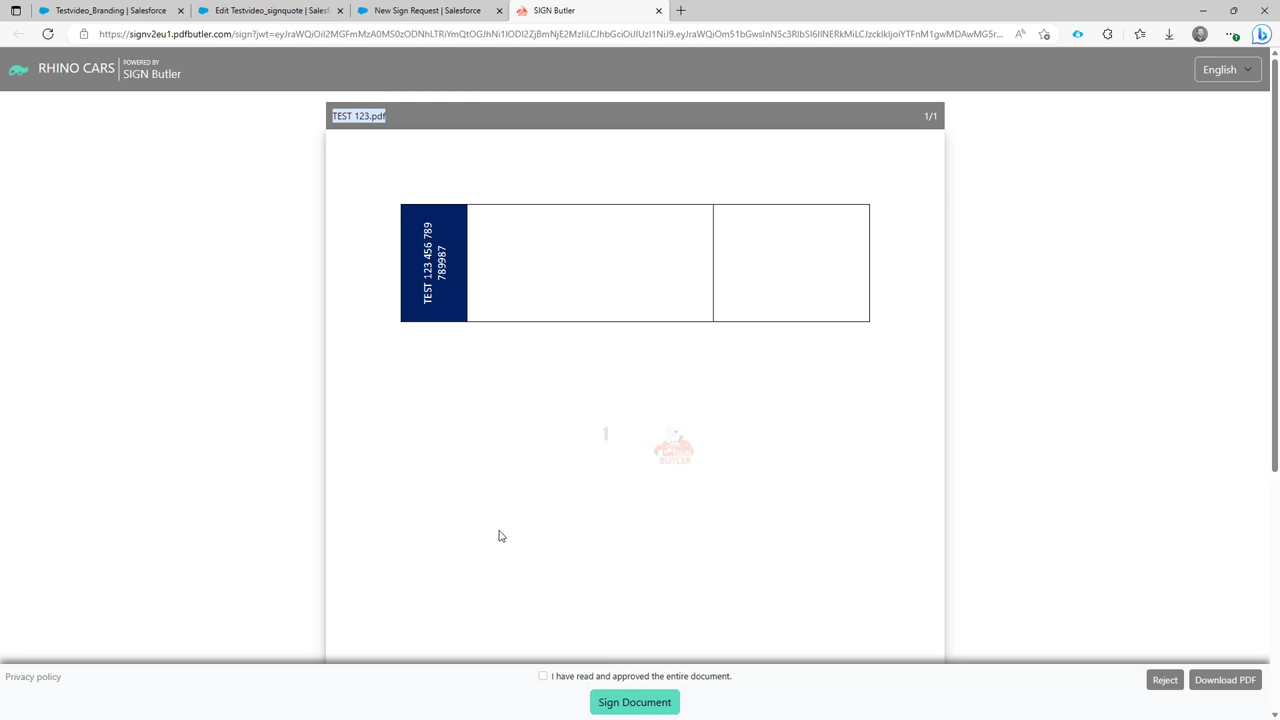 Testvideo_Branding | Salesforce
Edit Testvideo_signquote | Salesf
New Sign Request | Salesforce
SIGN Butler
RHINO CARS
POWERED BY
SIGN Butler
English
TEST 123.pdf
1/1
TEST 123 456 789
789987
1
BUTLER
I have read and approved the entire document.
Privacy policy
Reject
Download PDF
Sign Document